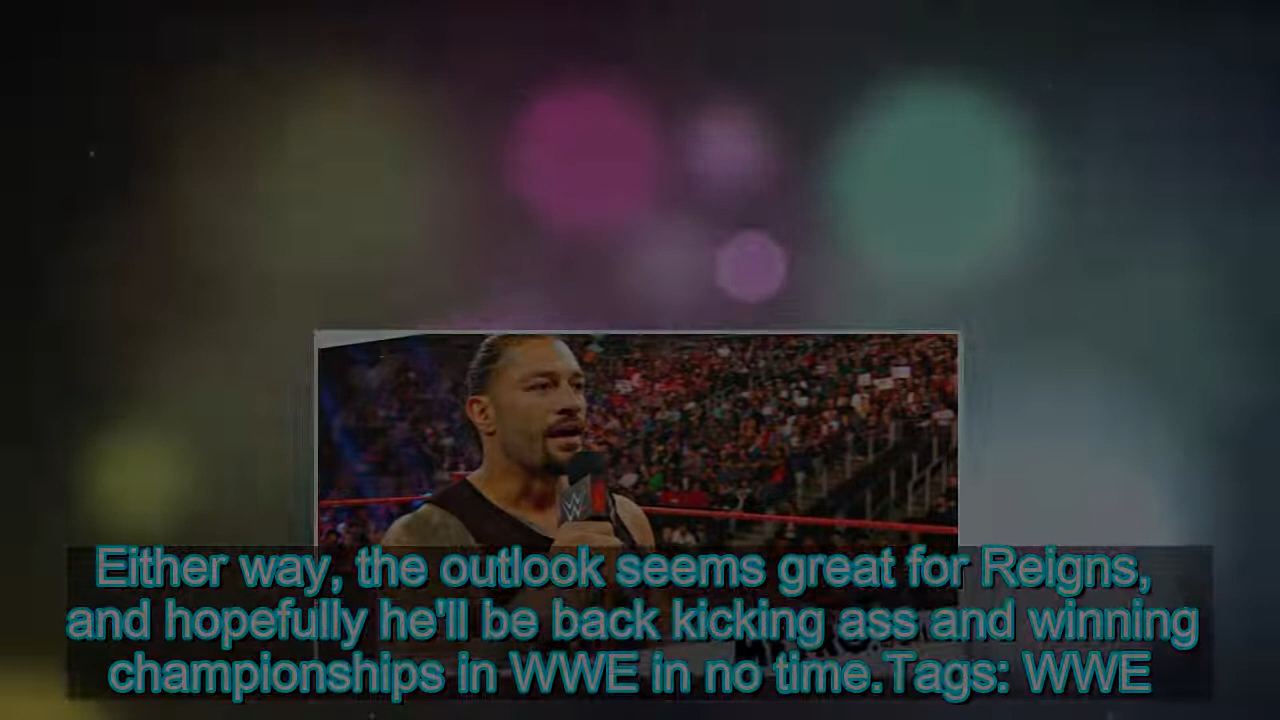 Either way, the outlook seems great for Reigns,
and hopefully he'll be back kicking ass and winning
championships in WWE in no time.Tags: WWE